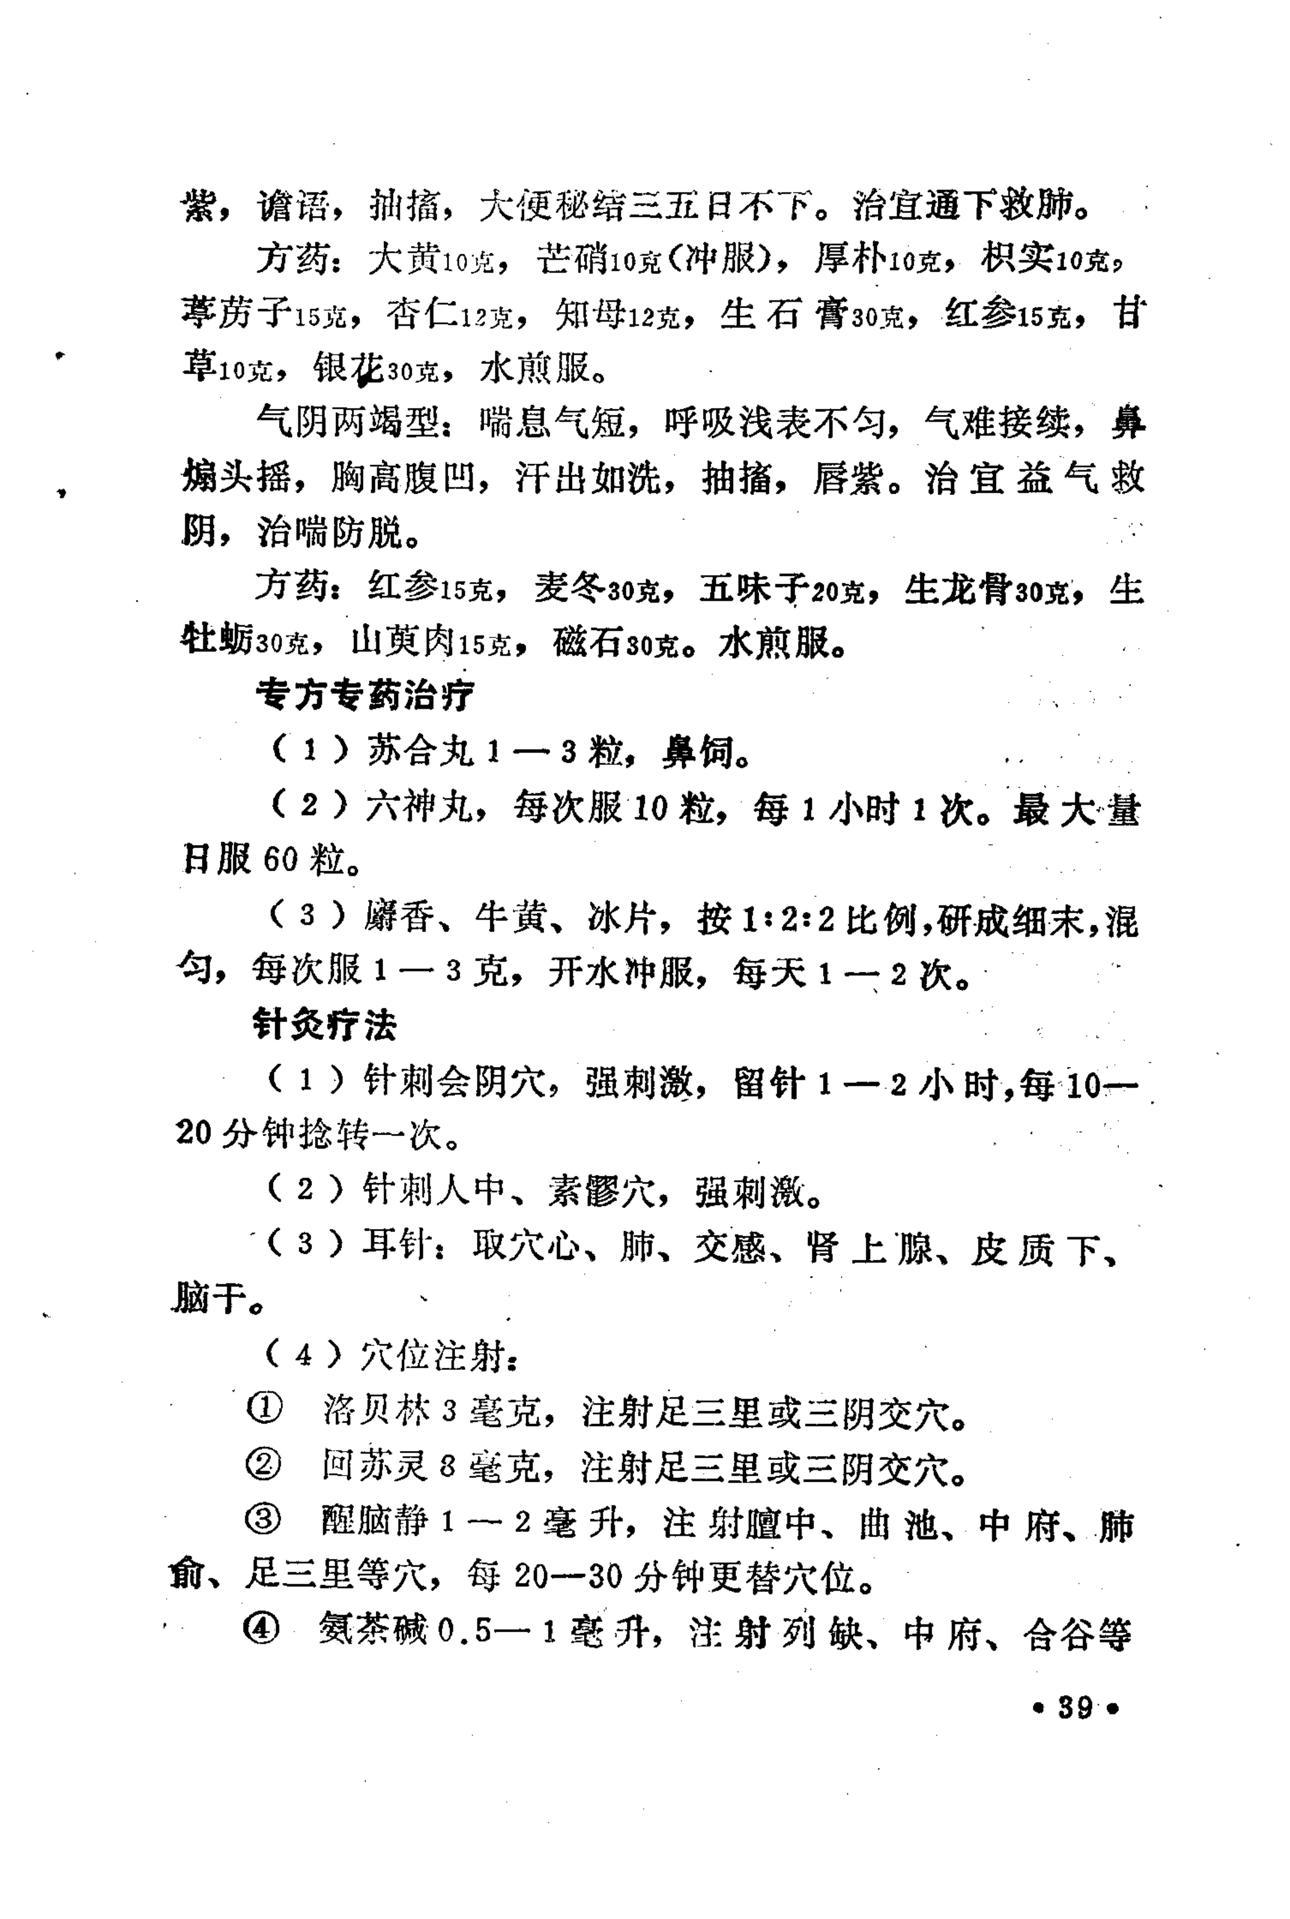 紫，谵语，抽搐，大便秘结三五日不下。治宜通下救肺。
方药：大黄10克，芒硝10克（冲服），厚朴10克，枳实10克，
葶苈子15克，杏仁12克，知母12克，生石膏30克，红参15克，甘
草10克，银花30克，水煎服。
气阴两竭型：喘息气短，呼吸浅表不匀，气难接续，鼻
煽头摇，胸高腹凹，汗出如洗，抽搐，唇紫。治宜益气救
阴，治喘防脱。
方药：红参15克，麦冬30克，五味子20克，生龙骨30克，生
牡蛎30克，山萸肉15克，磁石30克。水煎服。
专方专药治疗
（1）苏合丸1—3粒，鼻饲。
（2）六神丸，每次服10粒，每1小时1次。最大量
日服60粒。
（3）麝香、牛黄、冰片，按1:2:2比例，研成细末，混
匀，每次服1—3克，开水冲服，每天1—2次。
针灸疗法
（1）针刺会阴穴，强刺激，留针1—2小时，每10—
20分钟捻转一次。
（2）针刺人中、素髎穴，强刺激。
（3）耳针：取穴心、肺、交感、肾上腺、皮质下、
脑干。
（4）穴位注射：
① 洛贝林3毫克，注射足三里或三阴交穴。
② 回苏灵8毫克，注射足三里或三阴交穴。
③ 醒脑静1—2毫升，注射膻中、曲池、中府、肺
俞、足三里等穴，每20—30分钟更替穴位。
④ 氨茶碱0.5—1毫升，注射列缺、中府、合谷等
•39•